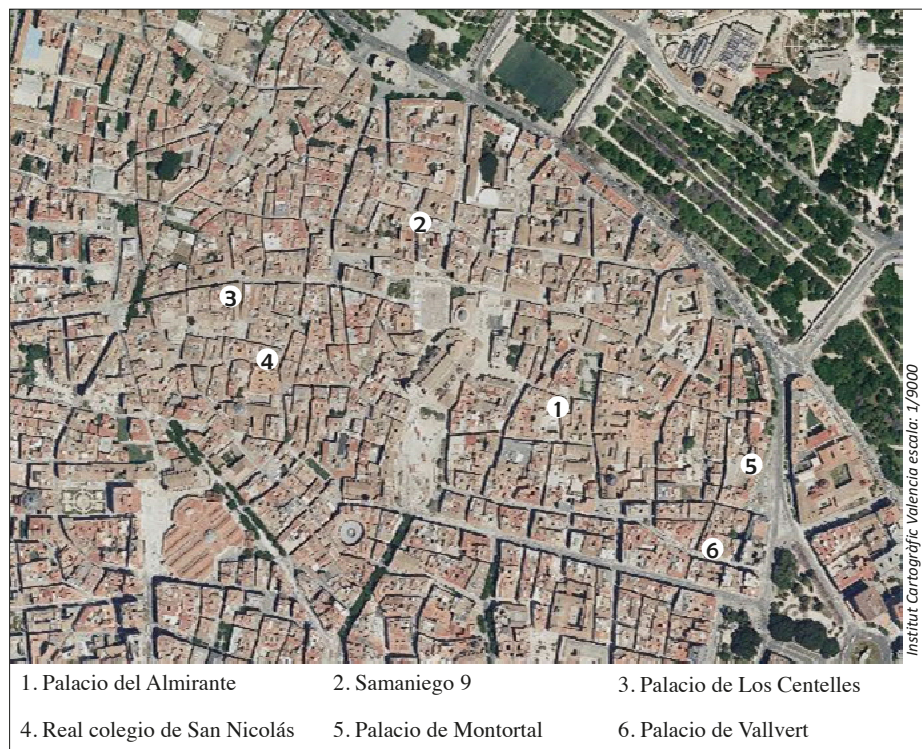 2
3
4
1
5
6
Institut Cartogràfic Valencia escala: 1/9000
1. Palacio del Almirante 2. Samaniego 9 3. Palacio de Los Centelles
4. Real colegio de San Nicolás 5. Palacio de Montortal 6. Palacio de Vallvert